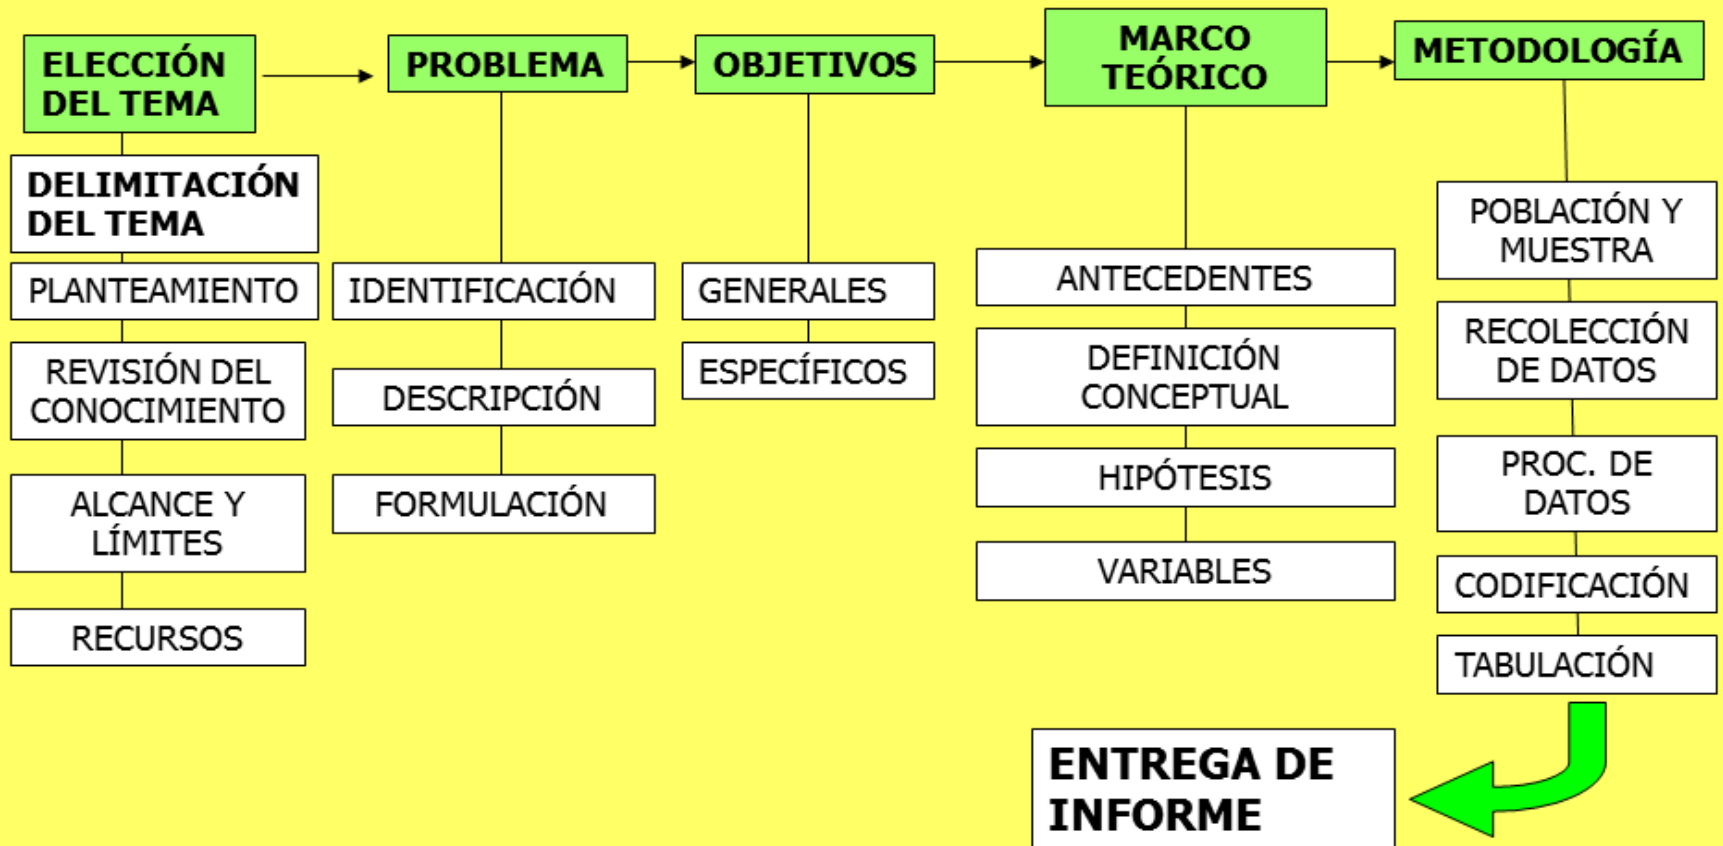 ELECCIÓN
DEL TEMA
DELIMITACIÓN
DEL TEMA
PLANTEAMIENTO
REVISIÓN DEL
CONOCIMIENTO
ALCANCE Y
LÍMITES
RECURSOS
PROBLEMA
IDENTIFICACIÓN
DESCRIPCIÓN
FORMULACIÓN
OBJETIVOS
GENERALES
ESPECÍFICOS
MARCO
TEÓRICO
ANTECEDENTES
DEFINICIÓN
CONCEPTUAL
HIPÓTESIS
VARIABLES
METODOLOGÍA
POBLACIÓN Y
MUESTRA
RECOLECCIÓN
DE DATOS
PROC. DE
DATOS
CODIFICACIÓN
TABULACIÓN
ENTREGA DE
INFORME